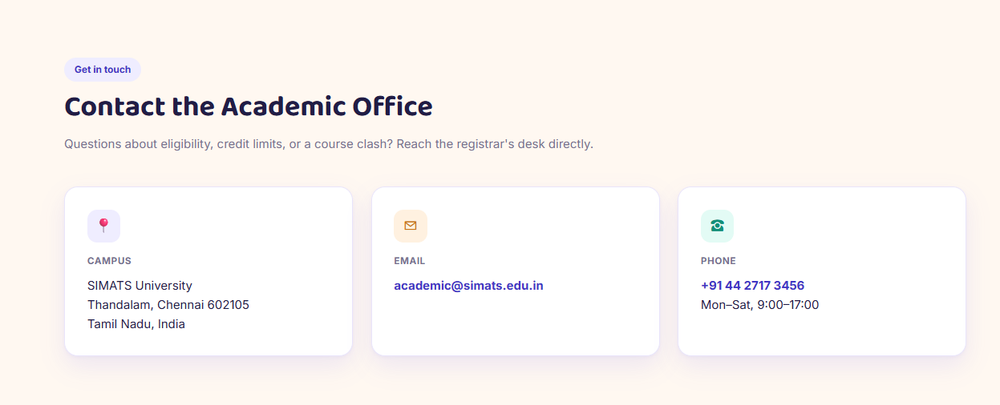 Get in touch
Contact the Academic Office
Questions about eligibility, credit limits, or a course clash? Reach the registrar's desk directly.
CAMPUS
SIMATS University
Thandalam, Chennai 602105
Tamil Nadu, India
EMAIL
academic@simats.edu.in
PHONE
+91 44 2717 3456
Mon–Sat, 9:00–17:00